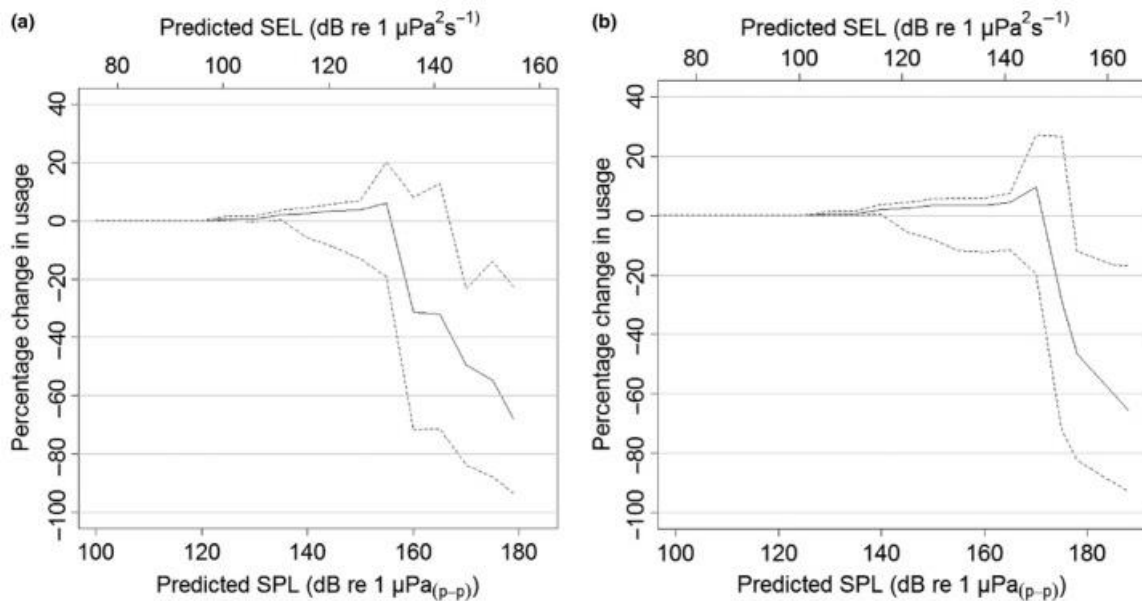 (a)
Predicted SEL (dB re 1 µPa²s⁻¹)
80 100 120 140 160
Percentage change in usage
40
20
0
−20
−40
−60
−80
−100
100 120 140 160 180
Predicted SPL (dB re 1 µPa(p–p))
(b)
Predicted SEL (dB re 1 µPa²s⁻¹)
80 100 120 140 160
Percentage change in usage
40
20
0
−20
−40
−60
−80
−100
100 120 140 160 180
Predicted SPL (dB re 1 µPa(p–p))